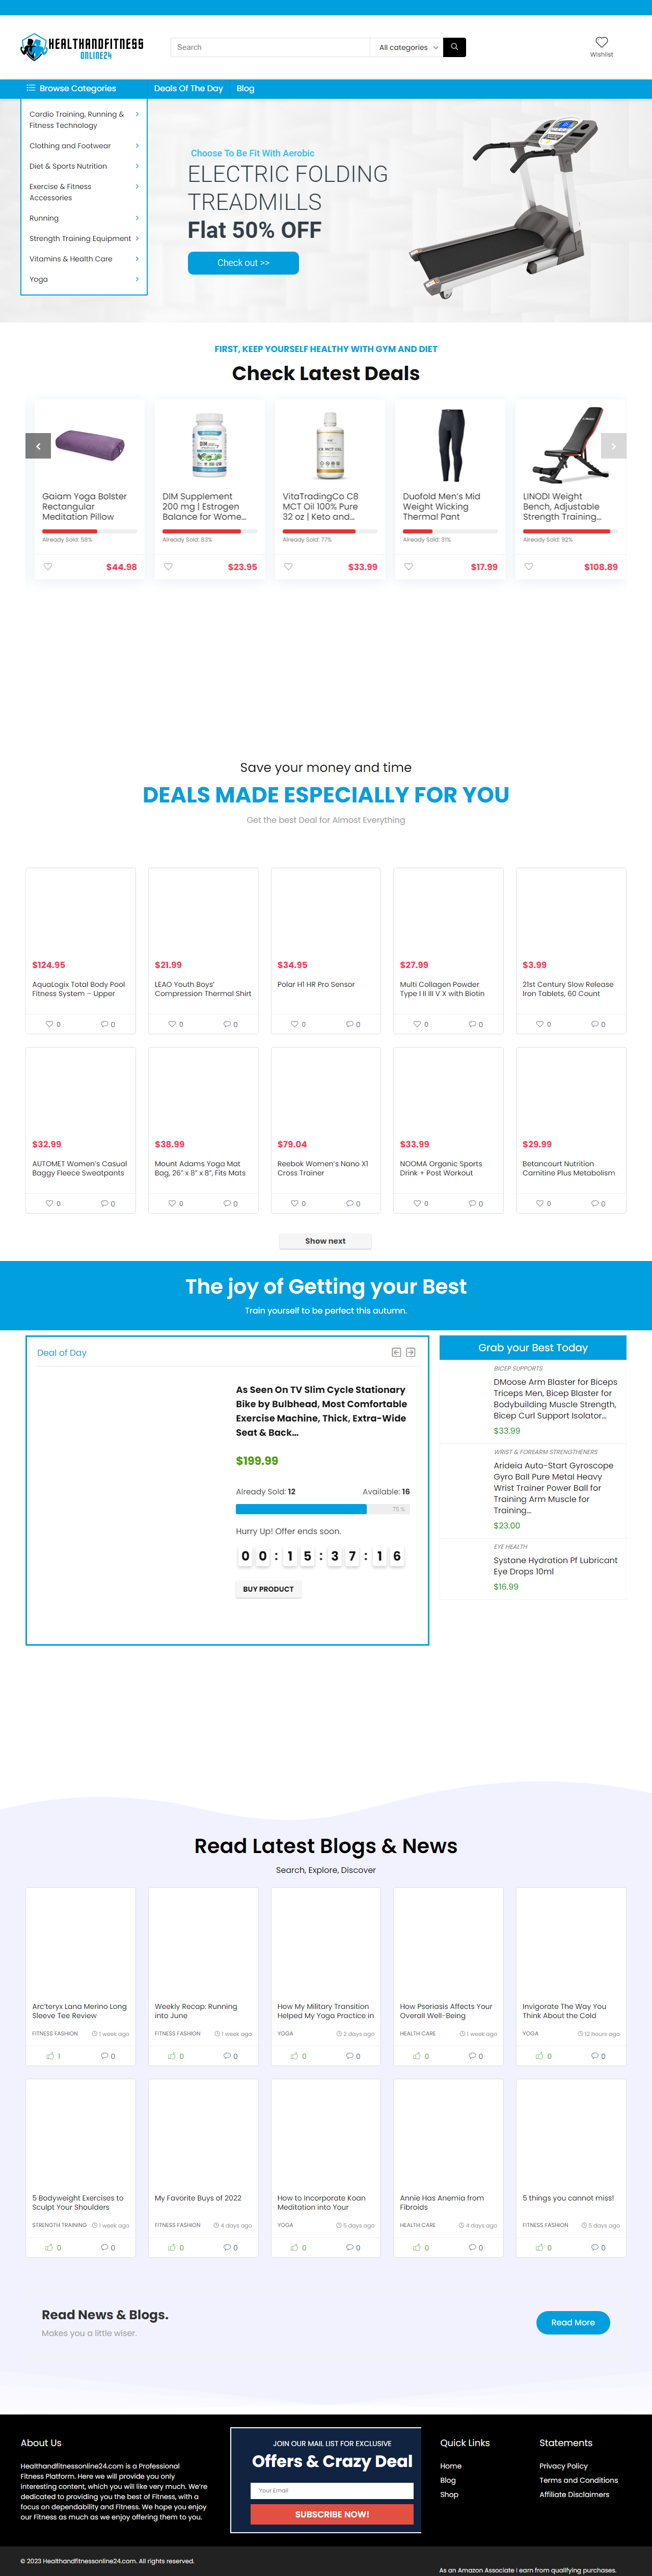 HEALTHANDFITNESS
ONLINE24
Search
All categories
Wishlist
Browse Categories
Deals Of The Day
Blog
Cardio Training, Running &
Fitness Technology
Clothing and Footwear
Diet & Sports Nutrition
Exercise & Fitness
Accessories
Running
Strength Training Equipment
Vitamins & Health Care
Yoga
Choose To Be Fit With Aerobic
ELECTRIC FOLDING
TREADMILLS
Flat 50% OFF
Check out >>
FIRST, KEEP YOURSELF HEALTHY WITH GYM AND DIET
Check Latest Deals
Gaiam Yoga Bolster
Rectangular
Meditation Pillow
Already Sold: 58%
$44.98
DIM Supplement
200 mg | Estrogen
Balance for Wome...
Already Sold: 83%
$23.95
VitaTradingCo C8
MCT Oil 100% Pure
32 oz | Keto and...
Already Sold: 77%
$33.99
Duofold Men's Mid
Weight Wicking
Thermal Pant
Already Sold: 31%
$17.99
LINODI Weight
Bench, Adjustable
Strength Training...
Already Sold: 92%
$108.89
Save your money and time
DEALS MADE ESPECIALLY FOR YOU
Get the best Deal for Almost Everything
$124.95
AquaLogix Total Body Pool
Fitness System – Upper
0 0
$21.99
LEAO Youth Boys'
Compression Thermal Shirt
0 0
$34.95
Polar H1 HR Pro Sensor
0 0
$27.99
Multi Collagen Powder
Type I II III V X with Biotin
0 0
$3.99
21st Century Slow Release
Iron Tablets, 60 Count
0 0
$32.99
AUTOMET Women's Casual
Baggy Fleece Sweatpants
0 0
$38.99
Mount Adams Yoga Mat
Bag, 26" x 8" x 8", Fits Mats
0 0
$79.04
Reebok Women's Nano X1
Cross Trainer
0 0
$33.99
NOOMA Organic Sports
Drink + Post Workout
0 0
$29.99
Betancourt Nutrition
Carnitine Plus Metabolism
0 0
Show next
The joy of Getting your Best
Train yourself to be perfect this autumn.
Deal of Day
As Seen On TV Slim Cycle Stationary
Bike by Bulbhead, Most Comfortable
Exercise Machine, Thick, Extra-Wide
Seat & Back...
$199.99
Already Sold: 12
Available: 16
75 %
Hurry Up! Offer ends soon.
0 0 : 1 5 : 3 7 : 1 6
BUY PRODUCT
Grab your Best Today
BICEP SUPPORTS
DMoose Arm Blaster for Biceps
Triceps Men, Bicep Blaster for
Bodybuilding Muscle Strength,
Bicep Curl Support Isolator...
$33.99
WRIST & FOREARM STRENGTHENERS
Arideia Auto-Start Gyroscope
Gyro Ball Pure Metal Heavy
Wrist Trainer Power Ball for
Training Arm Muscle for
Training...
$23.00
EYE HEALTH
Systane Hydration Pf Lubricant
Eye Drops 10ml
$16.99
Read Latest Blogs & News
Search, Explore, Discover
Arc'teryx Lana Merino Long
Sleeve Tee Review
FITNESS FASHION 1 week ago
1 0
Weekly Recap: Running
into June
FITNESS FASHION 1 week ago
0 0
How My Military Transition
Helped My Yoga Practice in
YOGA 2 days ago
0 0
How Psoriasis Affects Your
Overall Well-Being
HEALTH CARE 1 week ago
0 0
Invigorate The Way You
Think About the Cold
YOGA 12 hours ago
0 0
5 Bodyweight Exercises to
Sculpt Your Shoulders
STRENGTH TRAINING 1 week ago
0 0
My Favorite Buys of 2022
FITNESS FASHION 4 days ago
0 0
How to Incorporate Koan
Meditation into Your
YOGA 5 days ago
0 0
Annie Has Anemia from
Fibroids
HEALTH CARE 4 days ago
0 0
5 things you cannot miss!
FITNESS FASHION 5 days ago
0 0
Read News & Blogs.
Makes you a little wiser.
Read More
About Us
Healthandfitnessonline24.com is a Professional
Fitness Platform. Here we will provide you only
interesting content, which you will like very much. We're
dedicated to providing you the best of Fitness, with a
focus on dependability and Fitness. We hope you enjoy
our Fitness as much as we enjoy offering them to you.
JOIN OUR MAIL LIST FOR EXCLUSIVE
Offers & Crazy Deal
Your Email
SUBSCRIBE NOW!
Quick Links
Home
Blog
Shop
Statements
Privacy Policy
Terms and Conditions
Affiliate Disclaimers
© 2023 Healthandfitnessonline24.com. All rights reserved.
As an Amazon Associate I earn from qualifying purchases.